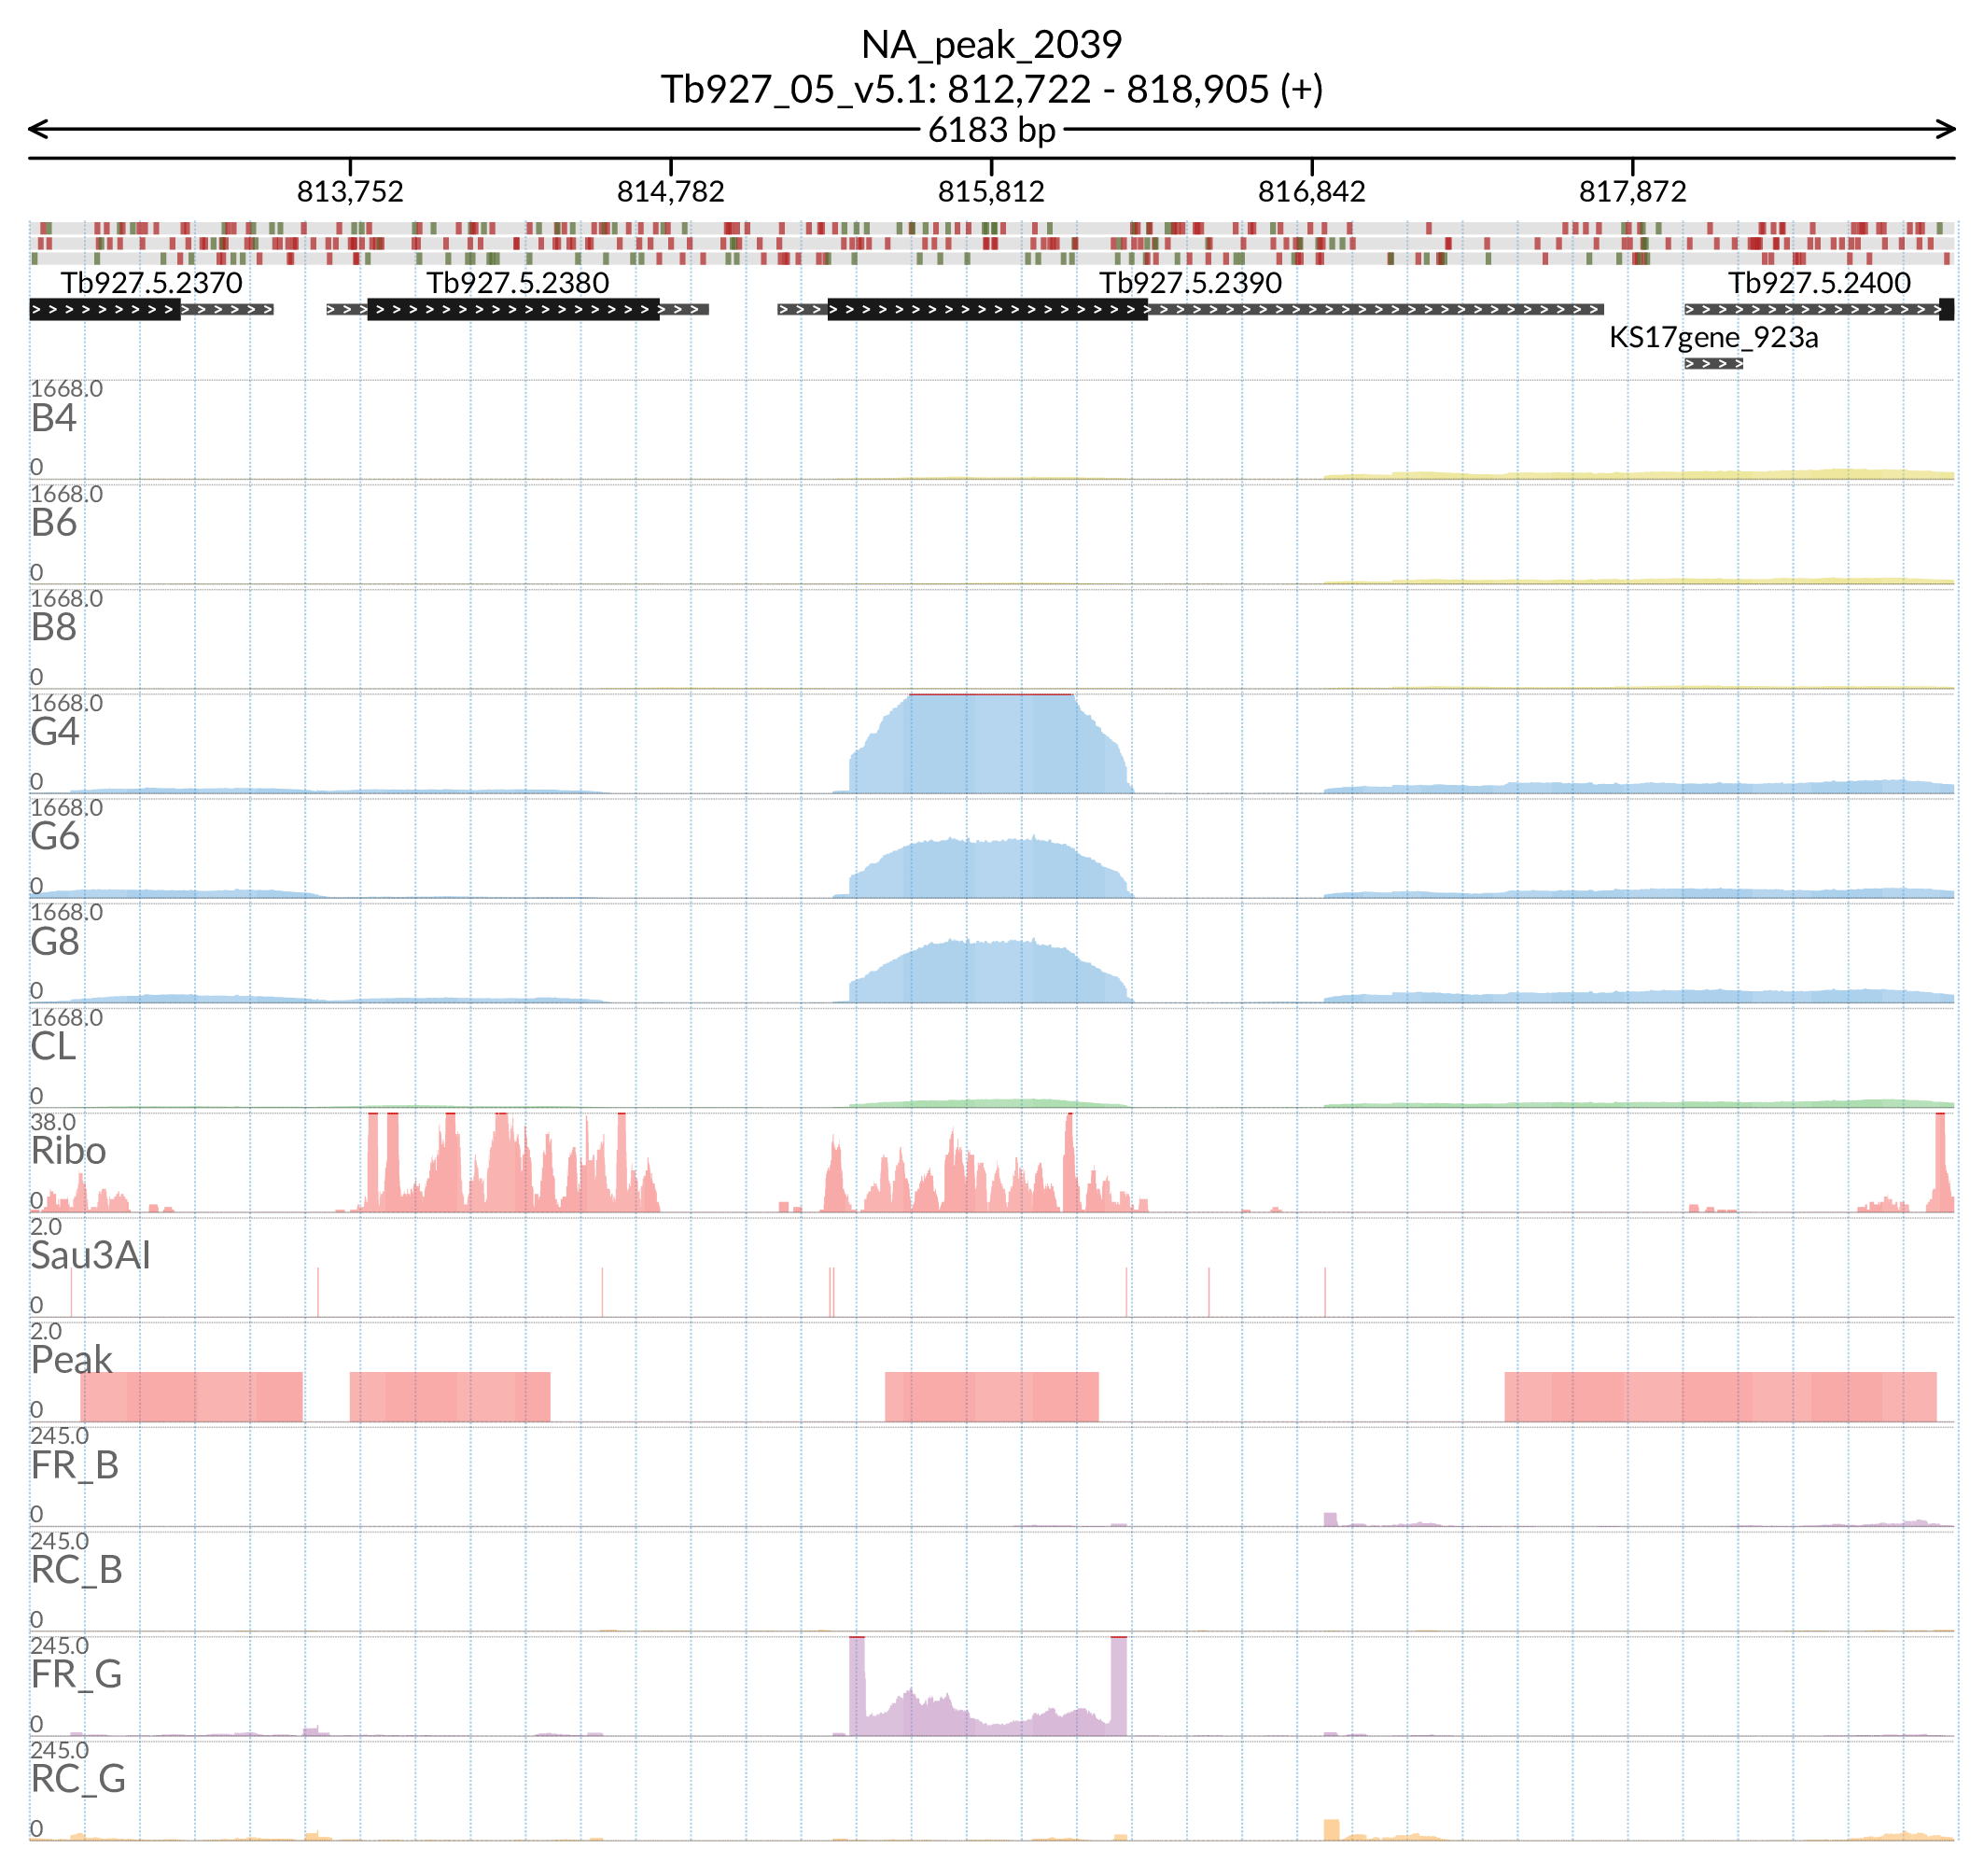 NA_peak_2039
Tb927_05_v5.1: 812,722 - 818,905 (+)
6183 bp
813,752 814,782 815,812 816,842 817,872
Tb927.5.2370 Tb927.5.2380 Tb927.5.2390 Tb927.5.2400
KS17gene_923a
1668.0
B4
0
1668.0
B6
0
1668.0
B8
0
1668.0
G4
0
1668.0
G6
0
1668.0
G8
0
1668.0
CL
0
38.0
Ribo
0
2.0
Sau3AI
0
2.0
Peak
0
245.0
FR_B
0
245.0
RC_B
0
245.0
FR_G
0
245.0
RC_G
0